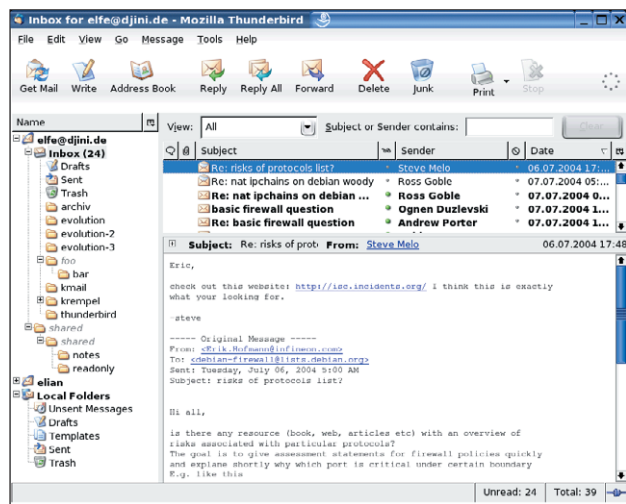 Inbox for elfe@djini.de - Mozilla Thunderbird
File Edit View Go Message Tools Help
Get Mail Write Address Book Reply Reply All Forward Delete Junk Print Stop
Name
elfe@djini.de
Inbox (24)
Drafts
Sent
Trash
archiv
evolution
evolution-2
evolution-3
foo
bar
kmail
krempel
thunderbird
shared
shared
notes
readonly
elian
Local Folders
Unsent Messages
Drafts
Templates
Sent
Trash
View: All Subject or Sender contains: Clear
Subject Sender Date
Re: risks of protocols list? Steve Melo 06.07.2004 17:...
Re: nat ipchains on debian woody Ross Goble 07.07.2004 05:...
Re: nat ipchains on debian ... Ross Goble 07.07.2004 0...
basic firewall question Ognen Duzlevski 07.07.2004 1...
Re: basic firewall question Andrew Porter 07.07.2004 1...
Subject: Re: risks of prot From: Steve Melo 06.07.2004 17:48
Eric,
check out this website: http://isc.incidents.org/ I think this is exactly
what your looking for.
-steve
----- Original Message -----
From: <Erik.Hofmann@infineon.com>
To: <debian-firewall@lists.debian.org>
Sent: Tuesday, July 06, 2004 5:00 AM
Subject: risks of protocols list?
Hi all,
is there any resource (book, web, articles etc) with an overview of
risks associated with particular protocols?
The goal is to give assessment statements for firewall policies quickly
and explane shortly why which port is critical under certain boundary
E.g. like this
Unread: 24 Total: 39